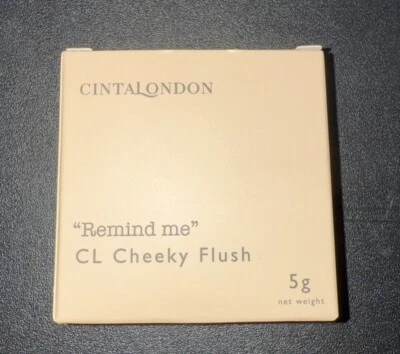 CINTALONDON
“Remind me”
CL Cheeky Flush
5g
net weight